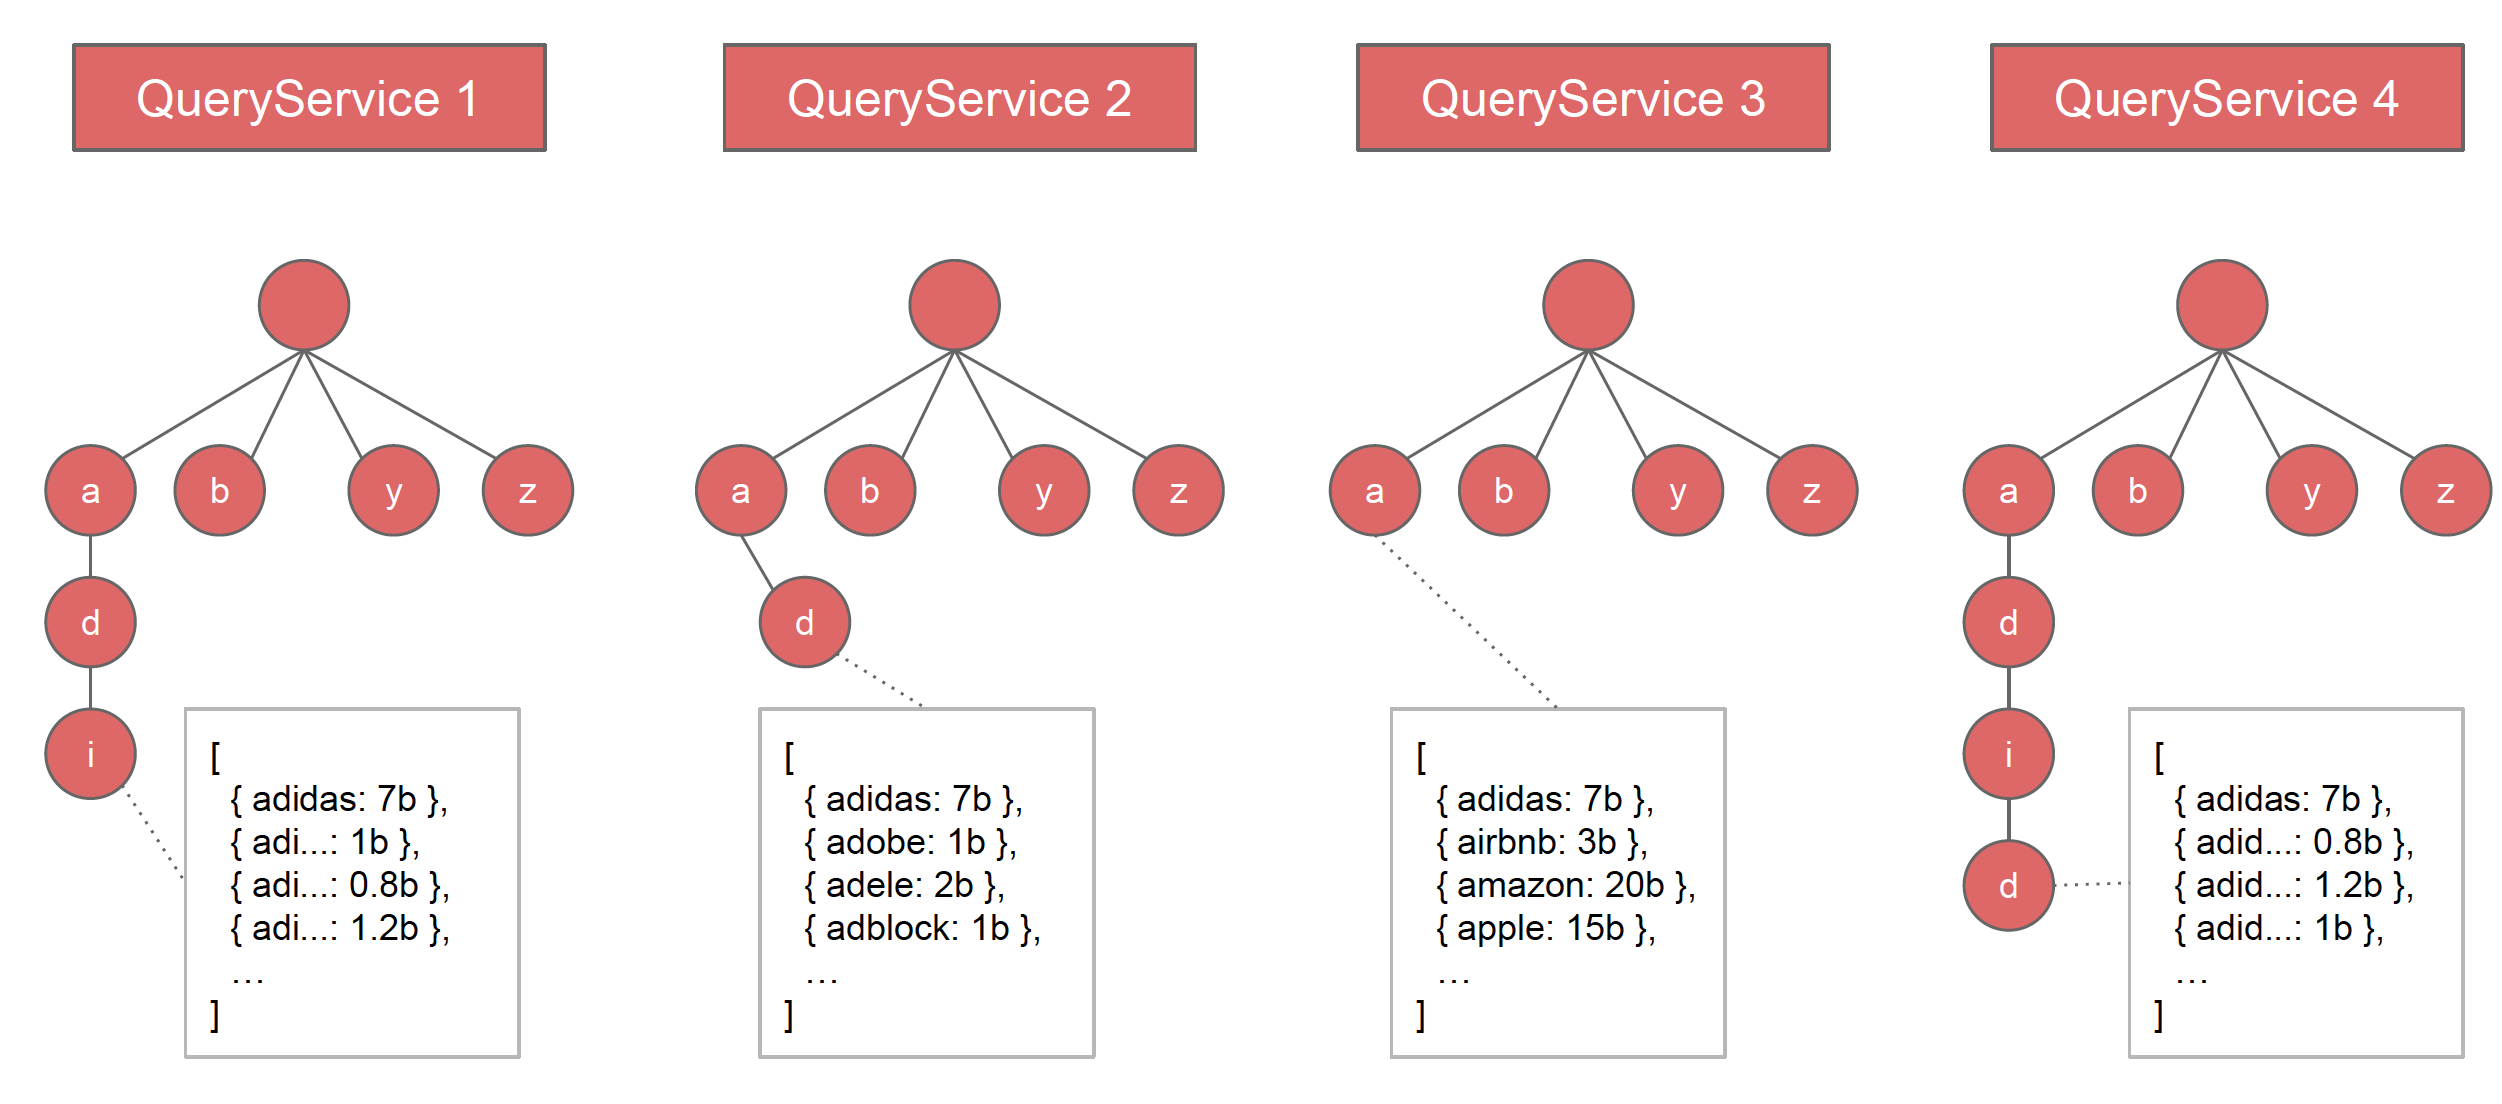 QueryService 1
QueryService 2
QueryService 3
QueryService 4
a b y z
a b y z
a b y z
a b y z
d
d
d
i
i
d
[
{ adidas: 7b },
{ adi...: 1b },
{ adi...: 0.8b },
{ adi...: 1.2b },
...
]
[
{ adidas: 7b },
{ adobe: 1b },
{ adele: 2b },
{ adblock: 1b },
...
]
[
{ adidas: 7b },
{ airbnb: 3b },
{ amazon: 20b },
{ apple: 15b },
...
]
[
{ adidas: 7b },
{ adid...: 0.8b },
{ adid...: 1.2b },
{ adid...: 1b },
...
]